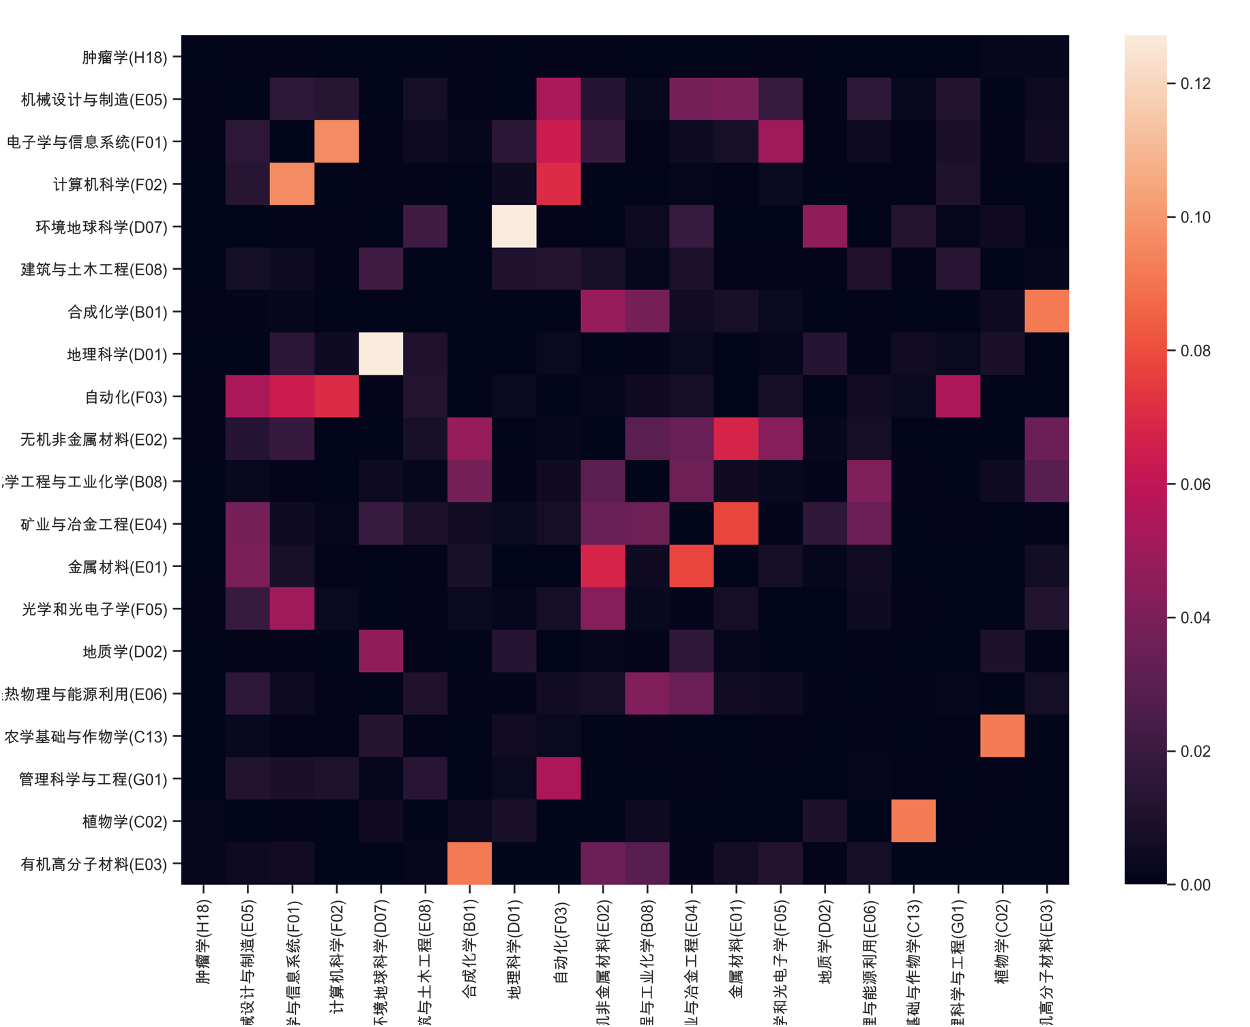 肿瘤学(H18)
机械设计与制造(E05)
电子学与信息系统(F01)
计算机科学(F02)
环境地球科学(D07)
建筑与土木工程(E08)
合成化学(B01)
地理科学(D01)
自动化(F03)
无机非金属材料(E02)
学工程与工业化学(B08)
矿业与冶金工程(E04)
金属材料(E01)
光学和光电子学(F05)
地质学(D02)
热物理与能源利用(E06)
农学基础与作物学(C13)
管理科学与工程(G01)
植物学(C02)
有机高分子材料(E03)
0.12
0.10
0.08
0.06
0.04
0.02
0.00
肿瘤学(H18)
械设计与制造(E05)
学与信息系统(F01)
计算机科学(F02)
环境地球科学(D07)
筑与土木工程(E08)
合成化学(B01)
地理科学(D01)
自动化(F03)
机非金属材料(E02)
程与工业化学(B08)
业与冶金工程(E04)
金属材料(E01)
学和光电子学(F05)
地质学(D02)
理与能源利用(E06)
基础与作物学(C13)
理科学与工程(G01)
植物学(C02)
机高分子材料(E03)